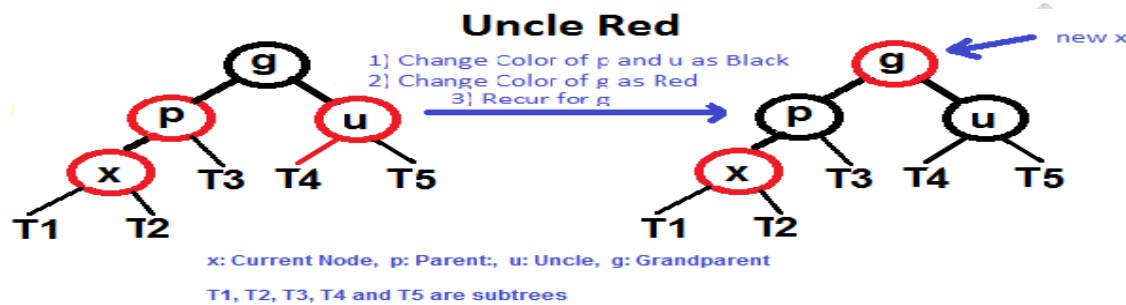 Uncle Red
1) Change Color of p and u as Black
2) Change Color of g as Red
3) Recur for g
new x
g
p
u
x
T3
T4
T5
T1
T2
g
p
u
x
T3
T4
T5
T1
T2
x: Current Node, p: Parent:, u: Uncle, g: Grandparent
T1, T2, T3, T4 and T5 are subtrees